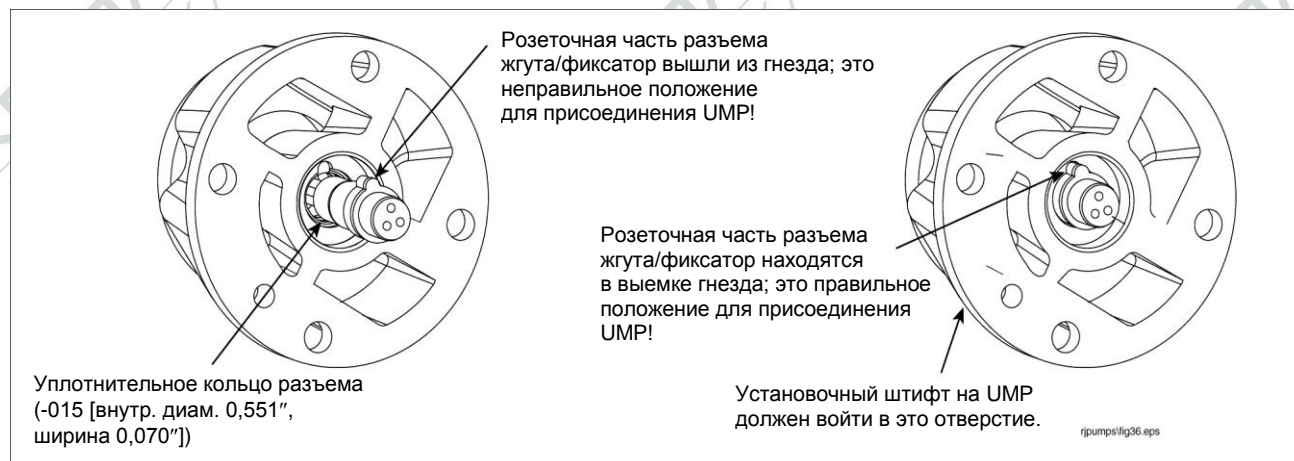 Розеточная часть разъема
жгута/фиксатор вышли из гнезда; это
неправильное положение
для присоединения UMP!
Уплотнительное кольцо разъема
(-015 [внутр. диам. 0,551″,
ширина 0,070″])
Розеточная часть разъема
жгута/фиксатор находятся
в выемке гнезда; это правильное
положение для присоединения
UMP!
Установочный штифт на UMP
должен войти в это отверстие.
rjpumps\fig36.eps